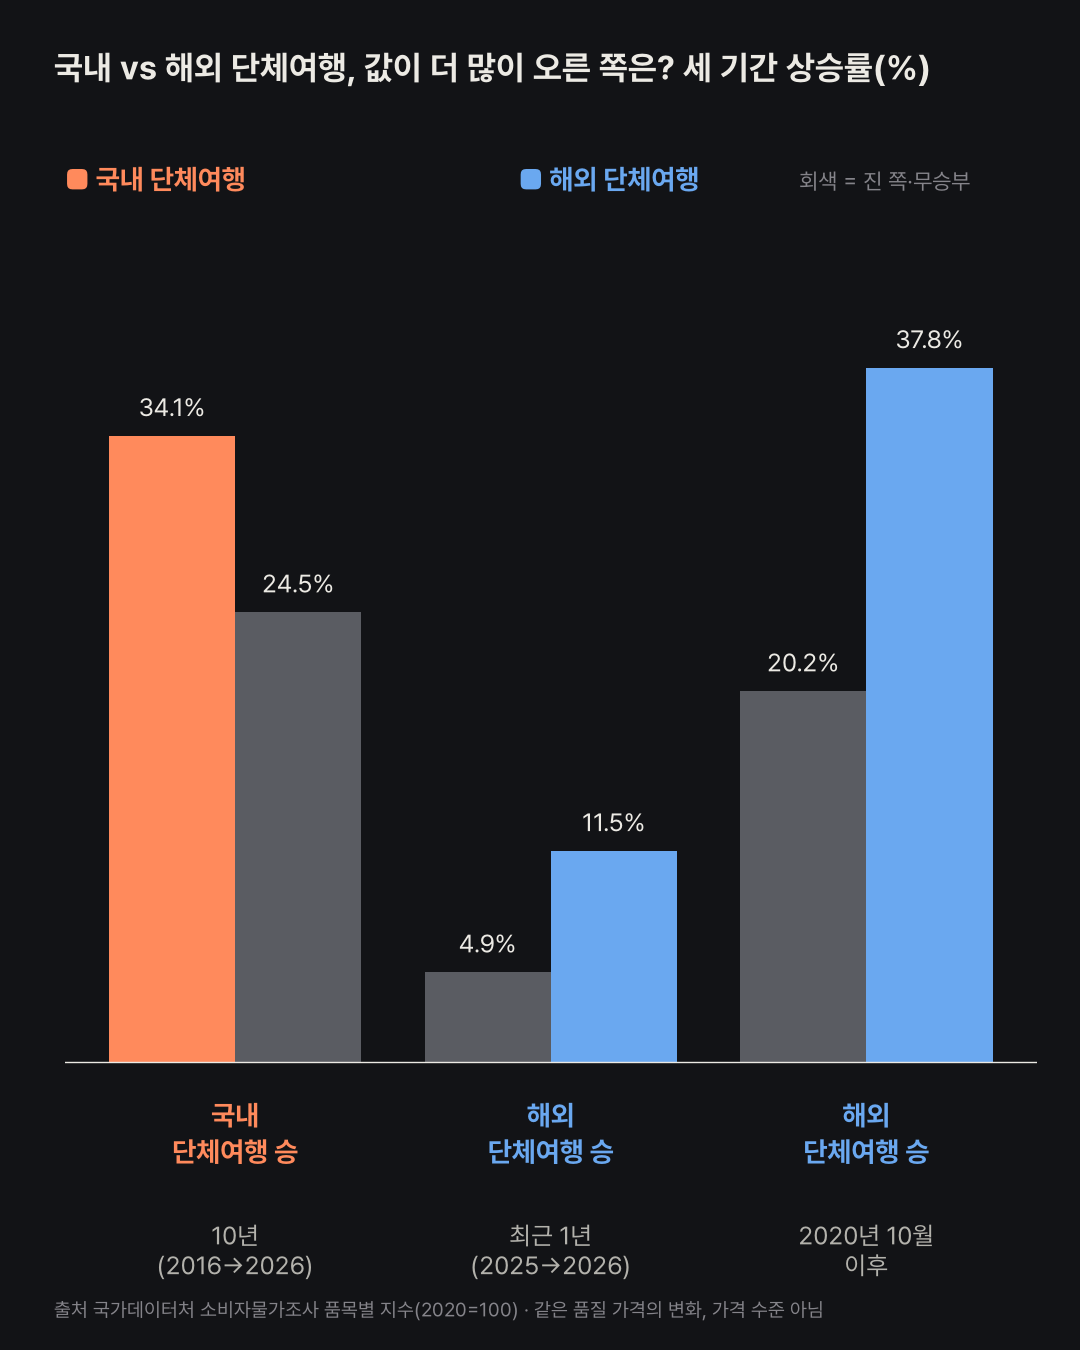 국내 vs 해외 단체여행, 값이 더 많이 오른 쪽은? 세 기간 상승률(%)
국내 단체여행
해외 단체여행
회색 = 진 쪽·무승부
34.1%
24.5%
4.9%
11.5%
20.2%
37.8%
국내
단체여행 승
해외
단체여행 승
해외
단체여행 승
10년
(2016→2026)
최근 1년
(2025→2026)
2020년 10월
이후
출처 국가데이터처 소비자물가조사 품목별 지수(2020=100) · 같은 품질 가격의 변화, 가격 수준 아님